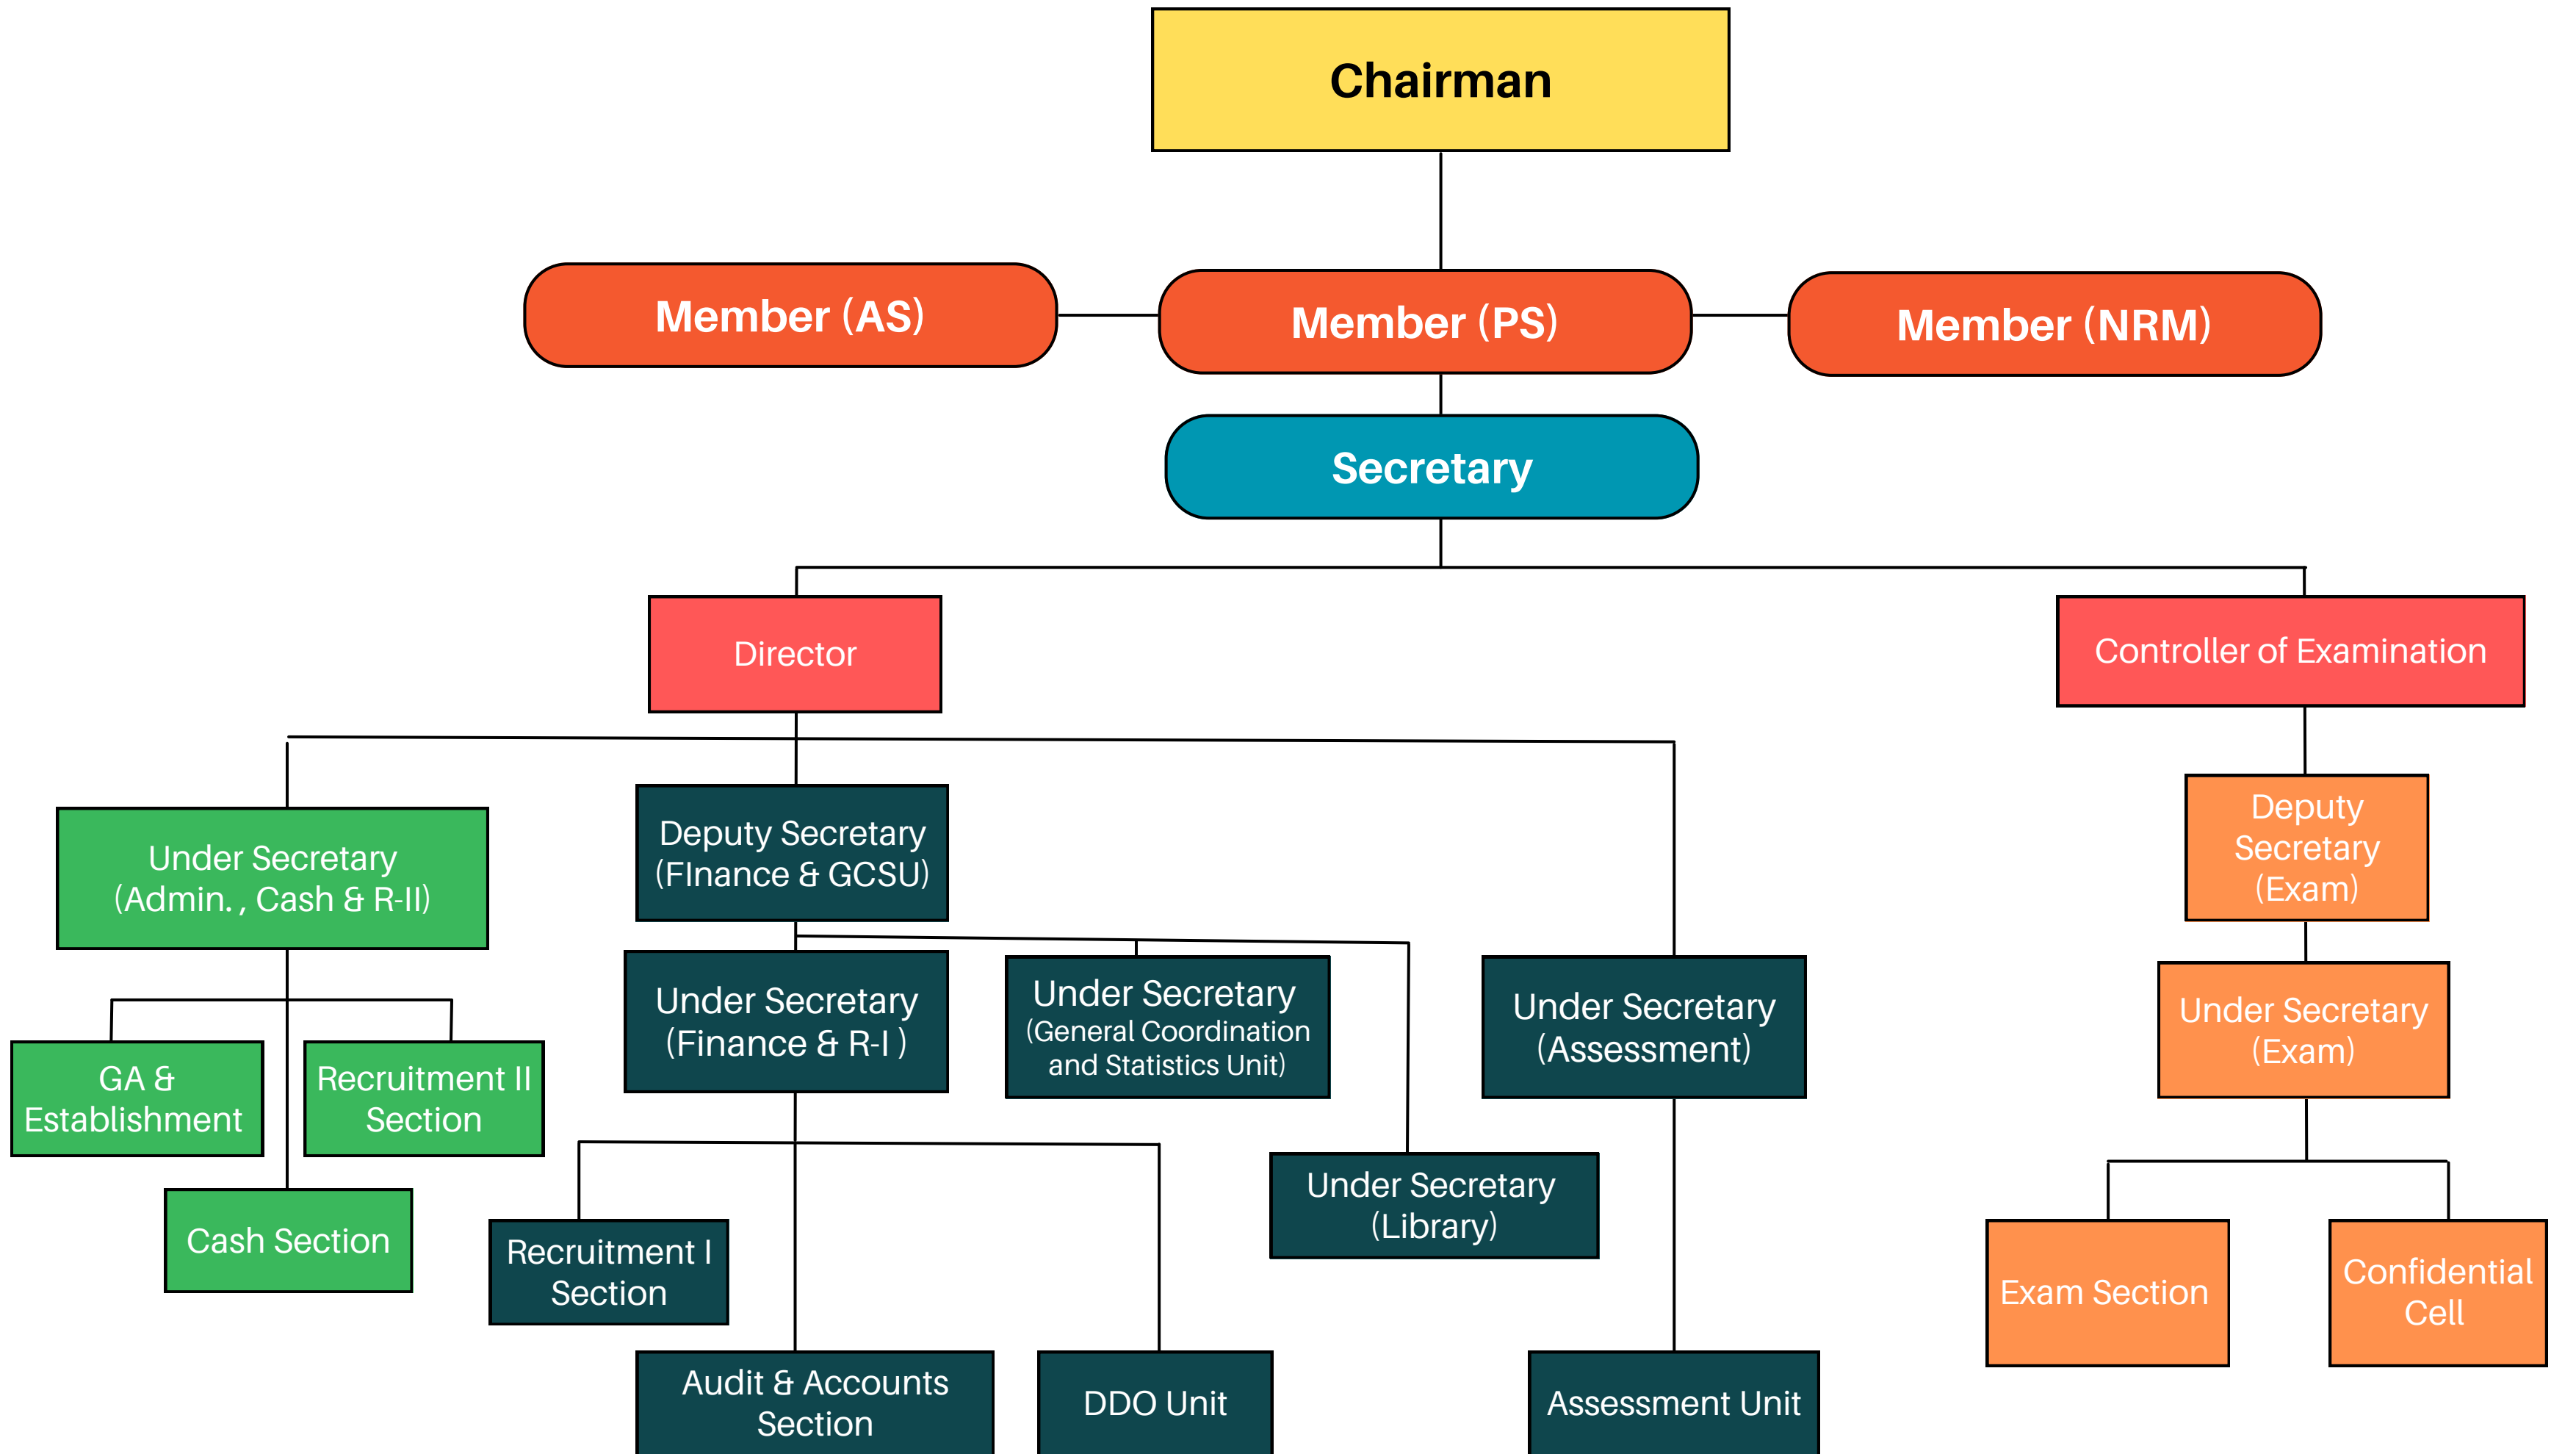 Chairman
Member (AS)
Member (PS)
Member (NRM)
Secretary
Director
Controller of Examination
Under Secretary
(Admin. , Cash & R-II)
Deputy Secretary
(FInance & GCSU)
Deputy
Secretary
(Exam)
Under Secretary
(Finance & R-I )
Under Secretary
(General Coordination
and Statistics Unit)
Under Secretary
(Assessment)
Under Secretary
(Exam)
GA &
Establishment
Recruitment II
Section
Cash Section
Under Secretary
(Library)
Recruitment I
Section
Exam Section
Confidential
Cell
Audit & Accounts
Section
DDO Unit
Assessment Unit